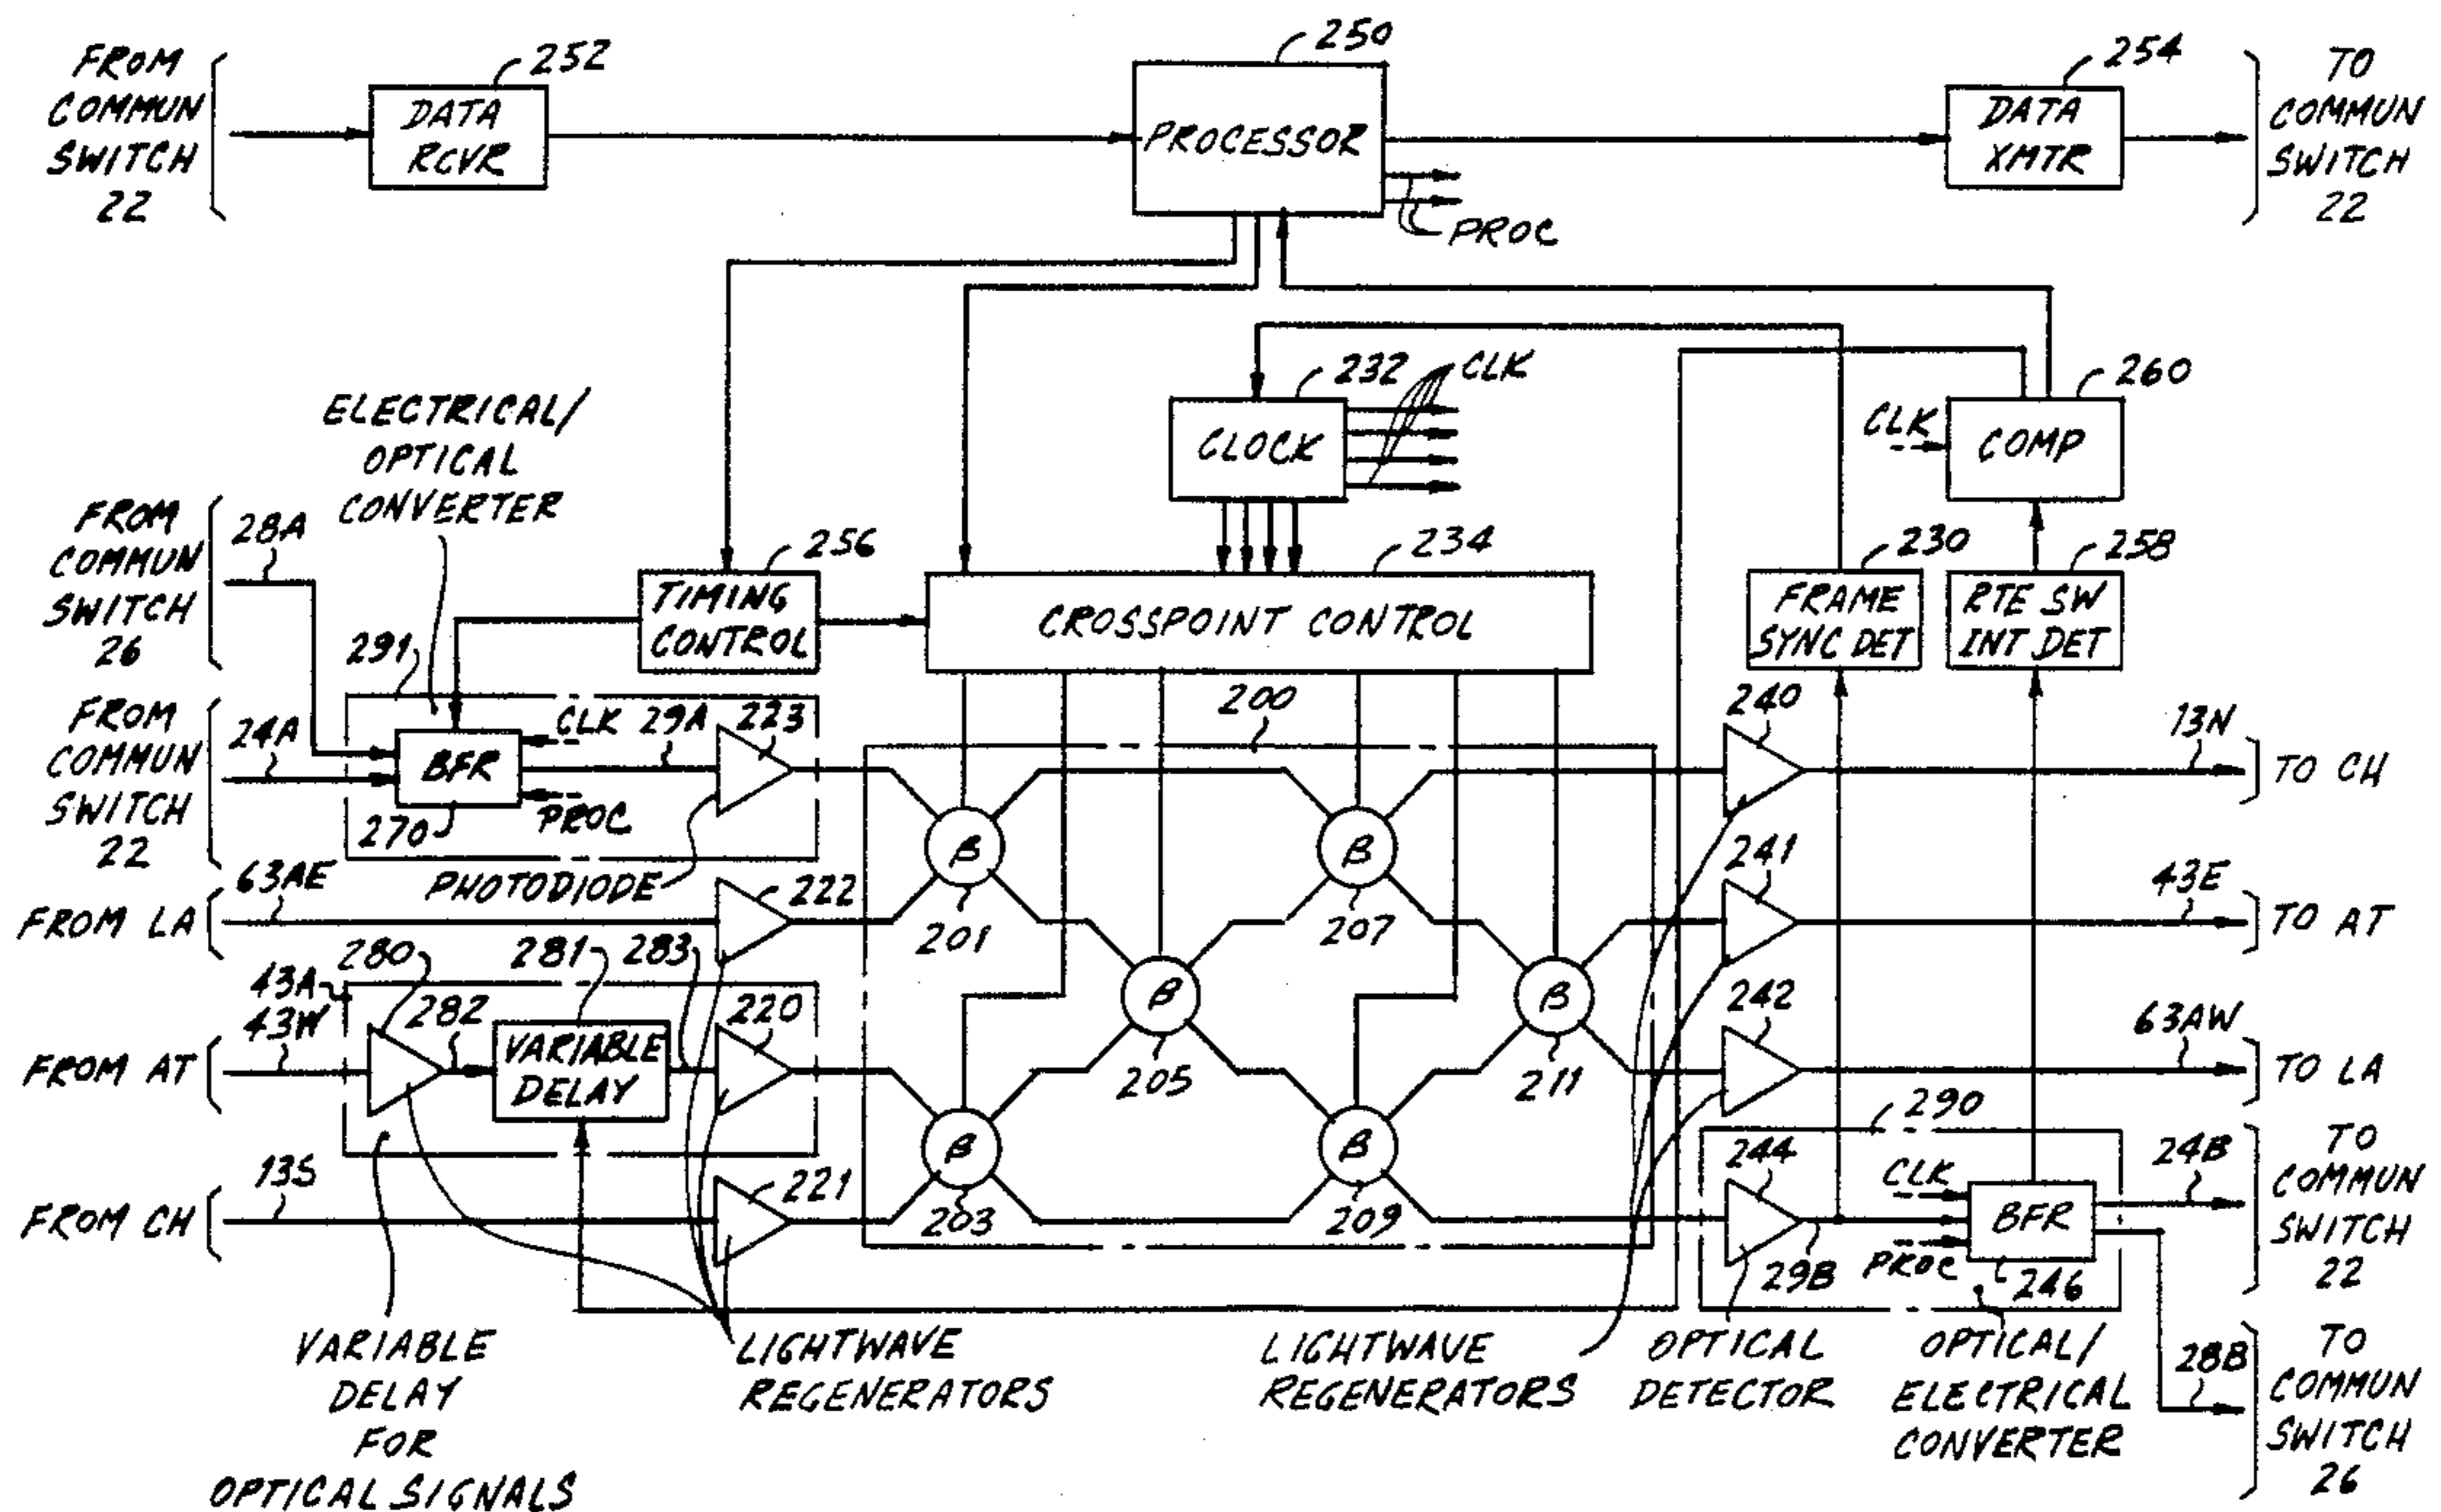 FROM
COMMUN
SWITCH
22
252
DATA
RCVR
250
PROCESSOR
PROC
254
DATA
XMTR
TO
COMMUN
SWITCH
22
ELECTRICAL/
OPTICAL
CONVERTER
232
CLOCK
CLK
260
CLK
COMP
FROM
COMMUN
SWITCH
26
28A
256
TIMING
CONTROL
234
CROSSPOINT CONTROL
230
FRAME
SYNC DET
258
RTE SW
INT DET
291
FROM
COMMUN
SWITCH
22
24A
BFR
270
CLK
29A
PROC
223
PHOTODIODE
200
240
13N
TO CH
β
201
β
207
63AE
FROM LA
222
241
43E
TO AT
43A
43W
FROM AT
280
282
281
VARIABLE
DELAY
283
220
β
205
β
211
242
63AW
TO LA
290
13S
FROM CH
221
β
203
β
209
244
29B
CLK
PROC
BFR
246
24B
TO
COMMUN
SWITCH
22
28B
TO
COMMUN
SWITCH
26
VARIABLE
DELAY
FOR
OPTICAL SIGNALS
LIGHTWAVE
REGENERATORS
LIGHTWAVE
REGENERATORS
OPTICAL
DETECTOR
OPTICAL/
ELECTRICAL
CONVERTER